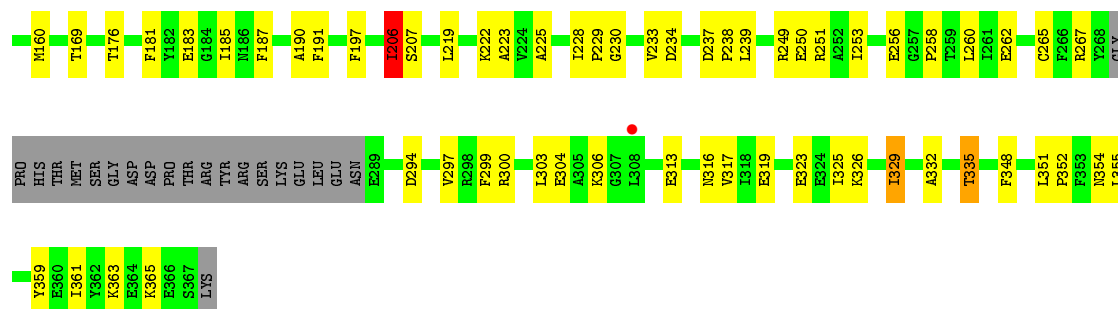 M160 T169 T176 F181 Y182 E183 G184 I185 N186 F187 A190 F191 F197 I206 S207 L219 K222 A223 V224 A225 I228 P229 G230 V233 D234 D237 P238 L239 R249 E250 R251 A252 I253 E256 G257 P258 T259 L260 I261 E262 C265 F266 R267 Y268 GLY
PRO HIS THR MET SER GLY ASP ASP PRO THR ARG TYR ARG SER LYS GLU LEU GLU ASN E289 D294 V297 R298 F299 R300 L303 E304 A305 K306 G307 L308 E313 N316 V317 I318 E319 E323 E324 I325 K326 I329 A332 T335 F348 L351 P352 F353 N354 L355
Y359 E360 I361 Y362 K363 E364 K365 E366 S367 LYS